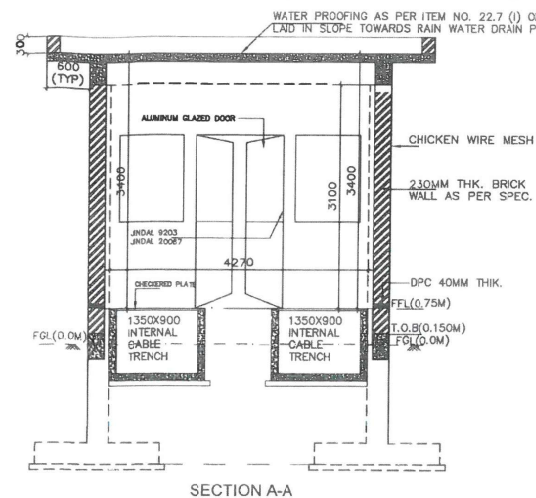 WATER PROOFING AS PER ITEM NO. 22.7 (I)
LAID IN SLOPE TOWARDS RAIN WATER DRAIN
300
600
(TYP)
ALUMINUM GLAZED DOOR
CHICKEN WIRE MESH
3400
3100
3400
230MM THK. BRICK
WALL AS PER SPEC.
JINDAL 9203
JINDAL 20067
4270
CHECKERED PLATE
DPC 40MM THIK.
FFL(0.75M)
1350X900
INTERNAL
CABLE
TRENCH
1350X900
INTERNAL
CABLE
TRENCH
T.O.B(0.150M)
FGL(0.0M)
FGL(0.0M)
SECTION A-A